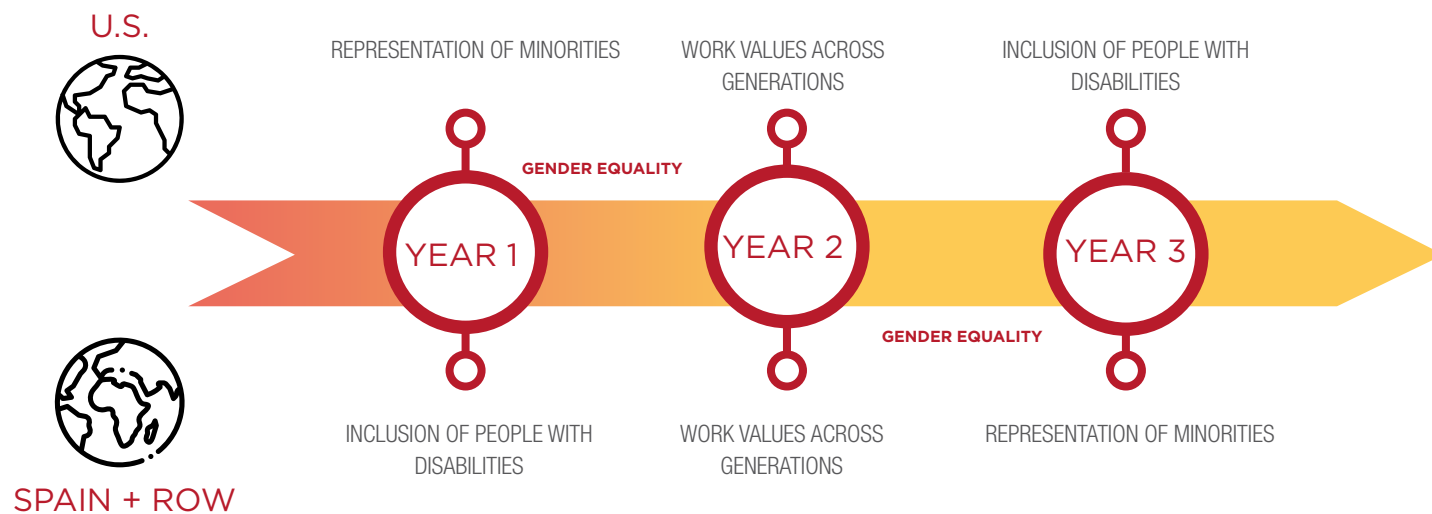 U.S.
REPRESENTATION OF MINORITIES
WORK VALUES ACROSS
GENERATIONS
INCLUSION OF PEOPLE WITH
DISABILITIES
GENDER EQUALITY
YEAR 1
YEAR 2
YEAR 3
GENDER EQUALITY
INCLUSION OF PEOPLE WITH
DISABILITIES
WORK VALUES ACROSS
GENERATIONS
REPRESENTATION OF MINORITIES
SPAIN + ROW